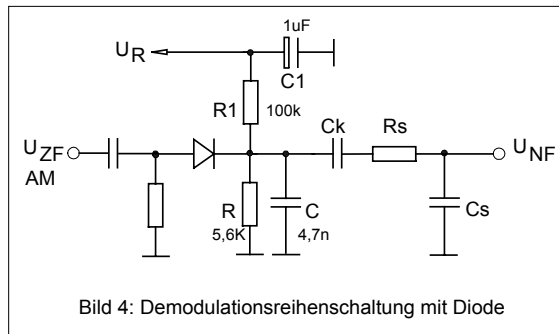 1uF
U_R
C1
R1
100k
Ck
Rs
U_ZF
U_NF
AM
R
C
Cs
5,6K
4,7n
Bild 4: Demodulationsreihenschaltung mit Diode